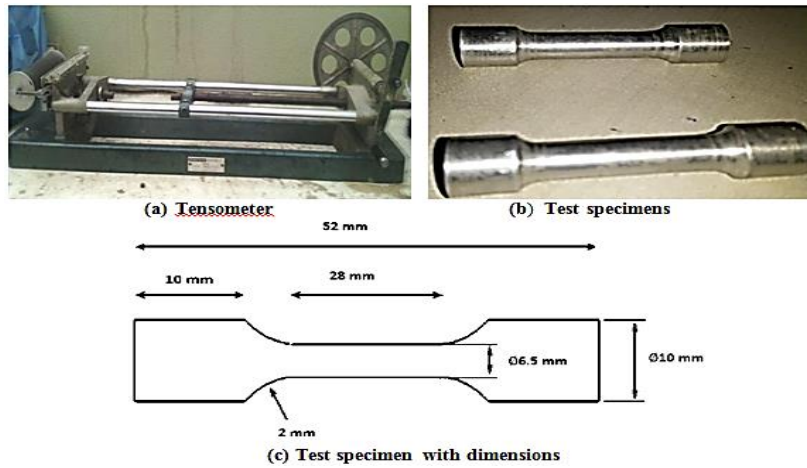 (a) Tensometer
(b) Test specimens
52 mm
10 mm
28 mm
Ø6.5 mm
Ø10 mm
2 mm
(c) Test specimen with dimensions